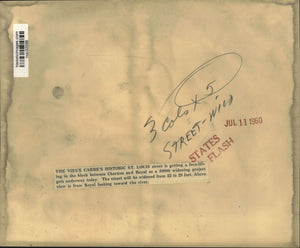 3 Cols X 5
STREET-WILD
JUL 11 1960
STATES
FLASH
THE VIEUX CARRE'S HISTORIC ST. LOUIS street is getting a face-lift-
ing in the block between Chartres and Royal as a $9000 widening project
gets underway today. The street will be widened from 22 to 29 feet. Above
view is from Royal looking toward the river.